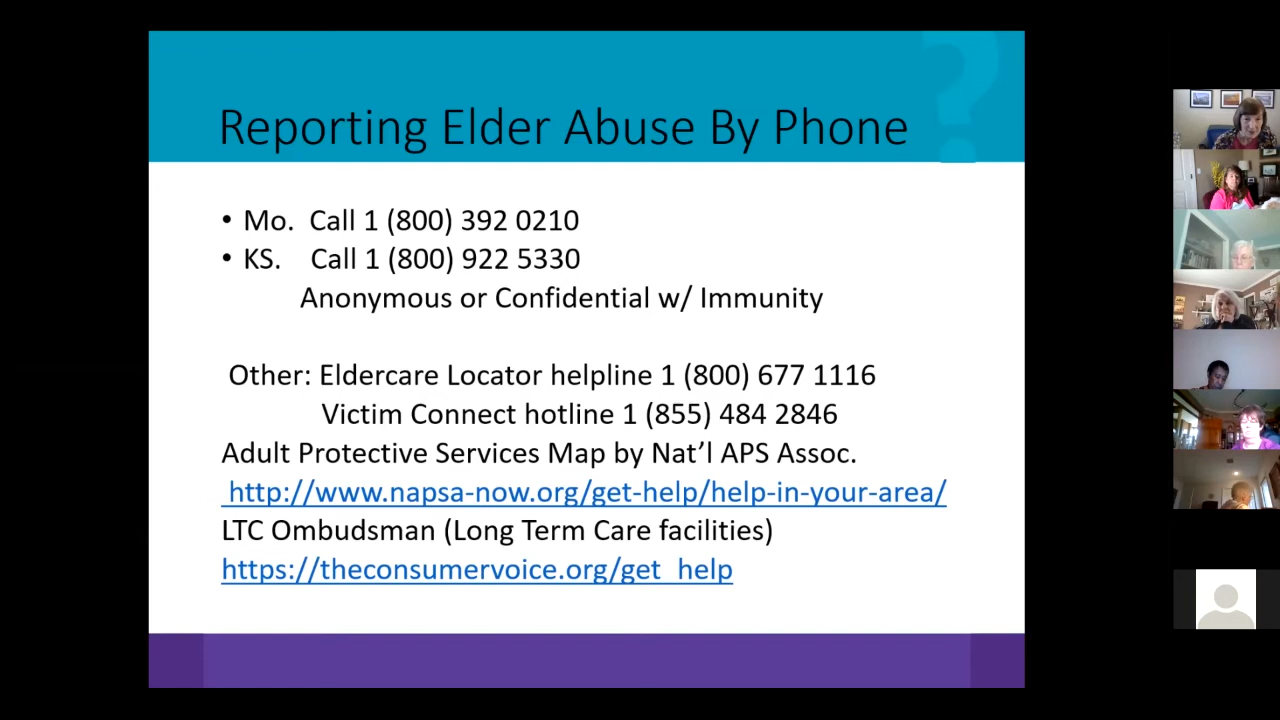 Reporting Elder Abuse By Phone
• Mo. Call 1 (800) 392 0210
• KS. Call 1 (800) 922 5330
Anonymous or Confidential w/ Immunity
Other: Eldercare Locator helpline 1 (800) 677 1116
Victim Connect hotline 1 (855) 484 2846
Adult Protective Services Map by Nat’l APS Assoc.
http://www.napsa-now.org/get-help/help-in-your-area/
LTC Ombudsman (Long Term Care facilities)
https://theconsumervoice.org/get_help